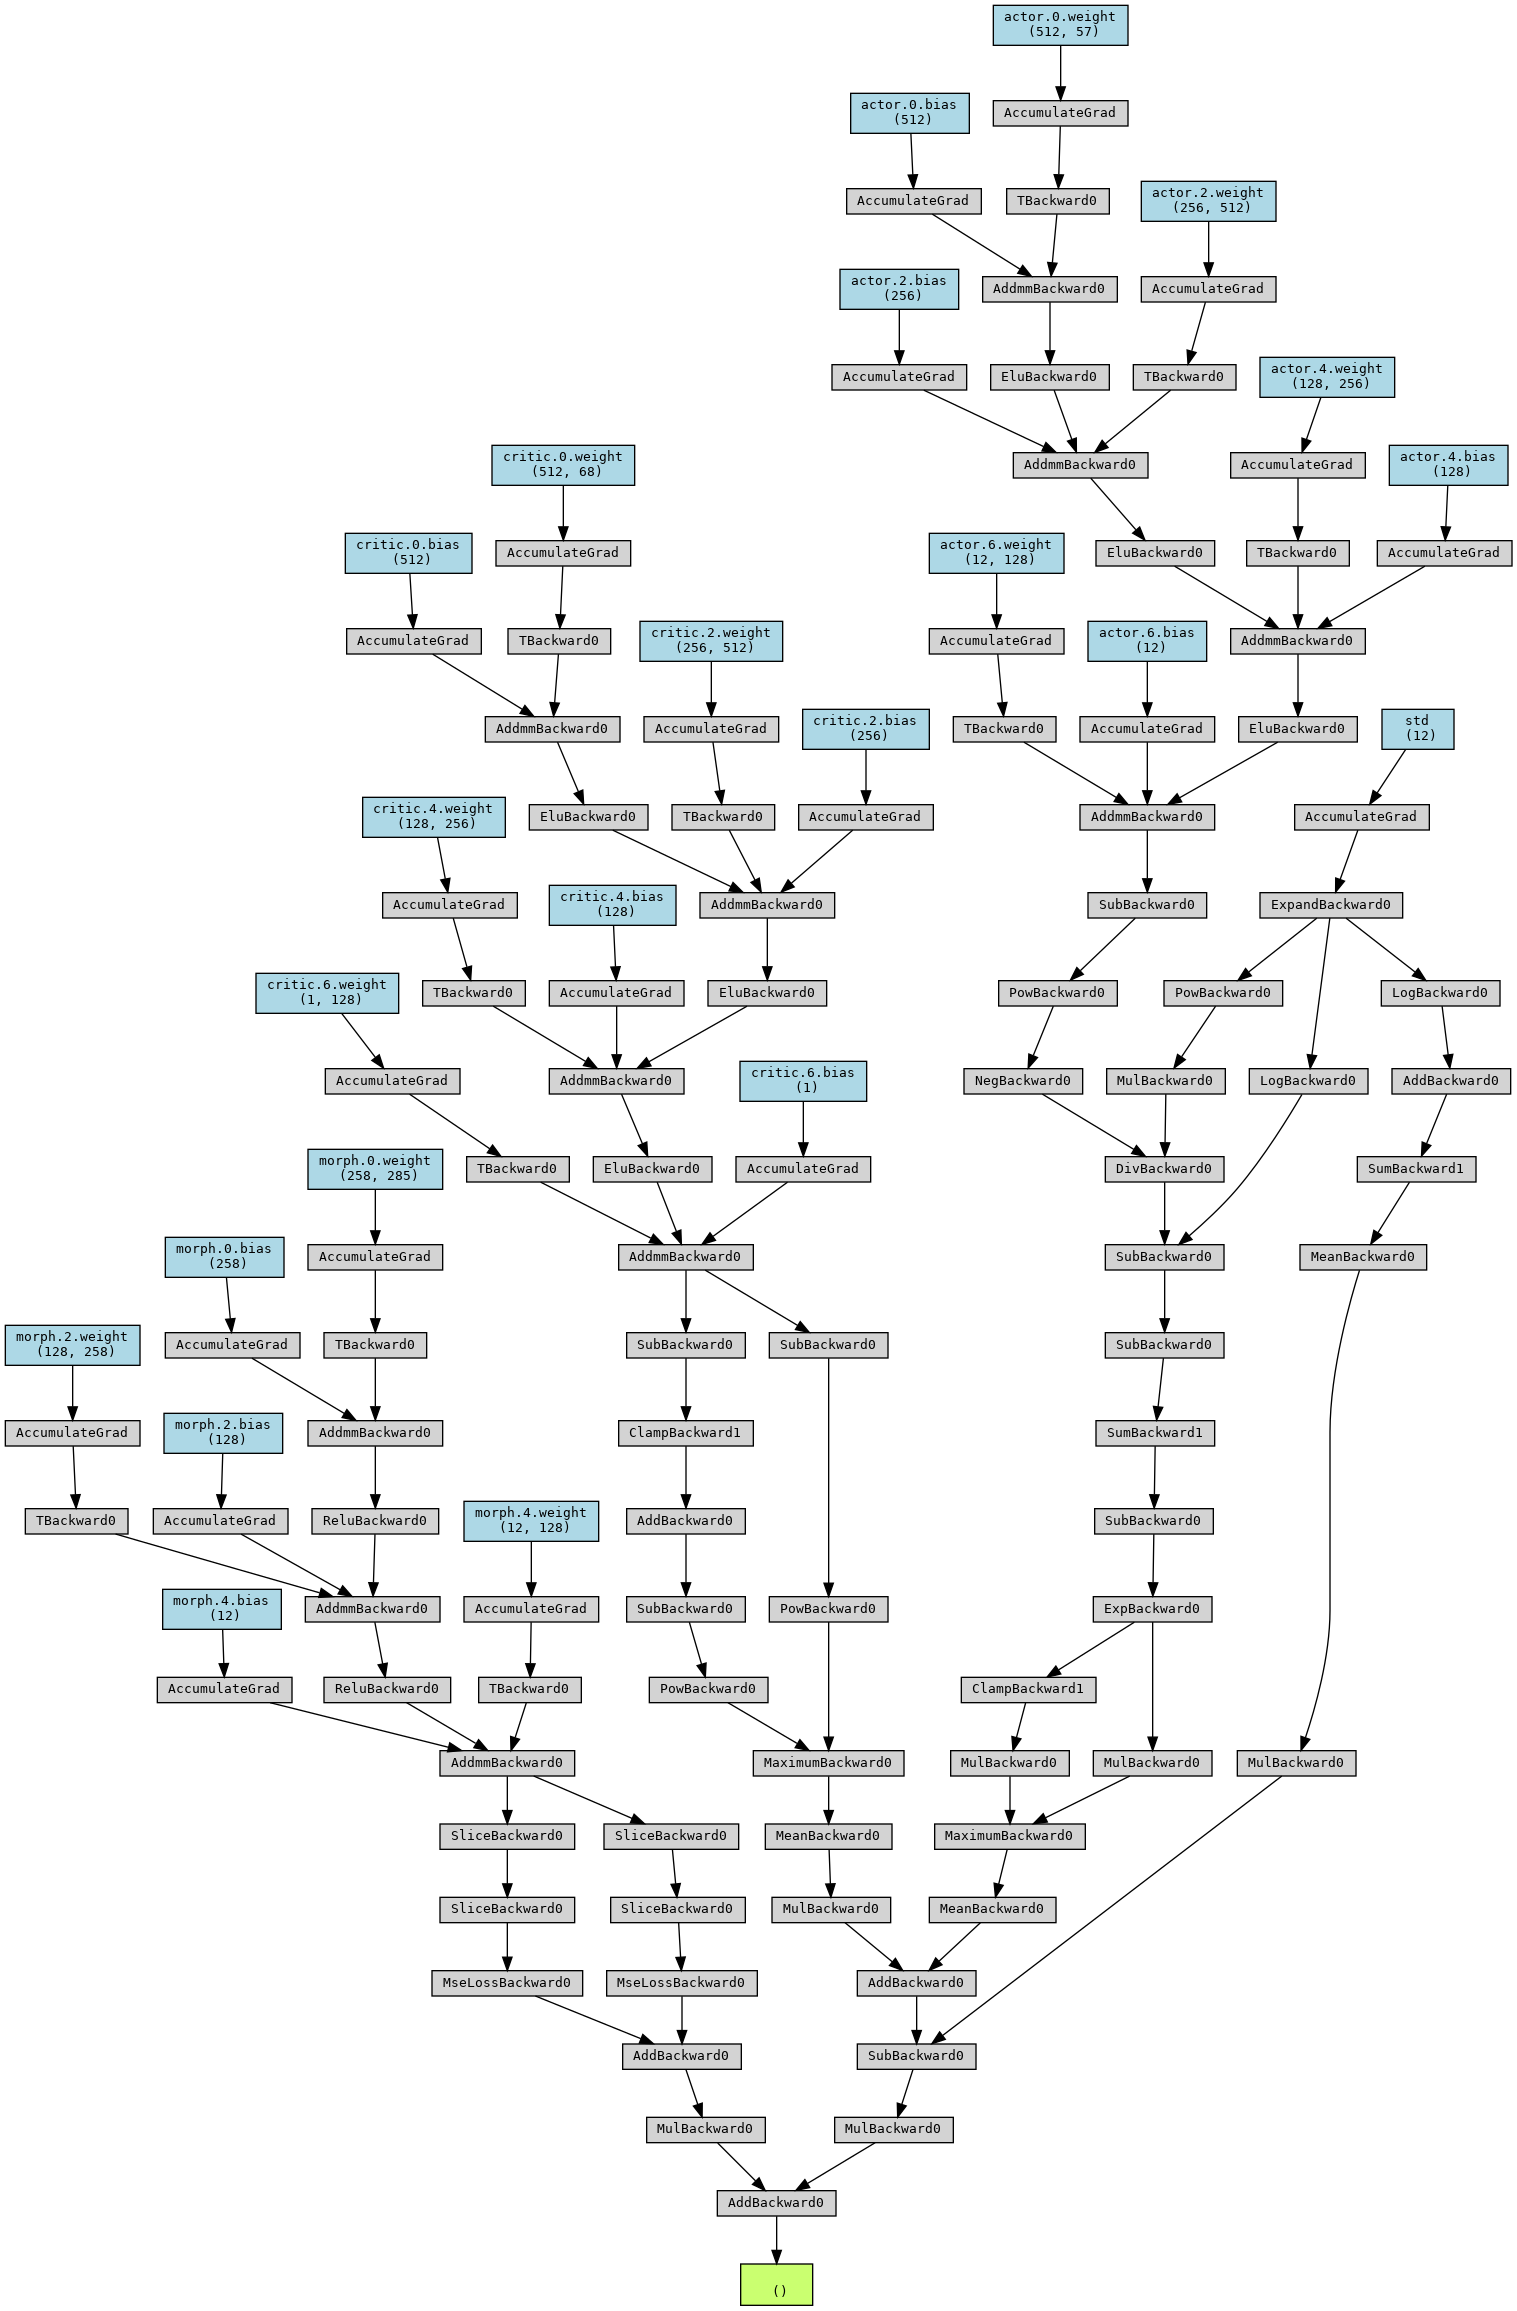 actor.0.weight
(512, 57)
actor.0.bias
(512)
AccumulateGrad
actor.2.weight
(256, 512)
AccumulateGrad
TBackward0
actor.2.bias
(256)
AddmmBackward0
AccumulateGrad
actor.4.weight
(128, 256)
AccumulateGrad
EluBackward0
TBackward0
critic.0.weight
(512, 68)
AddmmBackward0
AccumulateGrad
actor.4.bias
(128)
critic.0.bias
(512)
AccumulateGrad
actor.6.weight
(12, 128)
EluBackward0
TBackward0
AccumulateGrad
AccumulateGrad
TBackward0
critic.2.weight
(256, 512)
AccumulateGrad
actor.6.bias
(12)
AddmmBackward0
AddmmBackward0
AccumulateGrad
critic.2.bias
(256)
TBackward0
AccumulateGrad
EluBackward0
std
(12)
critic.4.weight
(128, 256)
EluBackward0
TBackward0
AccumulateGrad
AddmmBackward0
AccumulateGrad
AccumulateGrad
critic.4.bias
(128)
AddmmBackward0
SubBackward0
ExpandBackward0
critic.6.weight
(1, 128)
TBackward0
AccumulateGrad
EluBackward0
PowBackward0
PowBackward0
LogBackward0
AccumulateGrad
AddmmBackward0
critic.6.bias
(1)
NegBackward0
MulBackward0
LogBackward0
AddBackward0
morph.0.weight
(258, 285)
TBackward0
EluBackward0
AccumulateGrad
DivBackward0
SumBackward1
morph.0.bias
(258)
AccumulateGrad
AddmmBackward0
SubBackward0
MeanBackward0
morph.2.weight
(128, 258)
AccumulateGrad
TBackward0
SubBackward0
SubBackward0
SubBackward0
AccumulateGrad
morph.2.bias
(128)
AddmmBackward0
ClampBackward1
SumBackward1
TBackward0
AccumulateGrad
ReluBackward0
morph.4.weight
(12, 128)
AddBackward0
SubBackward0
morph.4.bias
(12)
AddmmBackward0
AccumulateGrad
SubBackward0
PowBackward0
ExpBackward0
AccumulateGrad
ReluBackward0
TBackward0
PowBackward0
ClampBackward1
AddmmBackward0
MaximumBackward0
MulBackward0
MulBackward0
MulBackward0
SliceBackward0
SliceBackward0
MeanBackward0
MaximumBackward0
SliceBackward0
SliceBackward0
MulBackward0
MeanBackward0
MseLossBackward0
MseLossBackward0
AddBackward0
AddBackward0
SubBackward0
MulBackward0
MulBackward0
AddBackward0
()